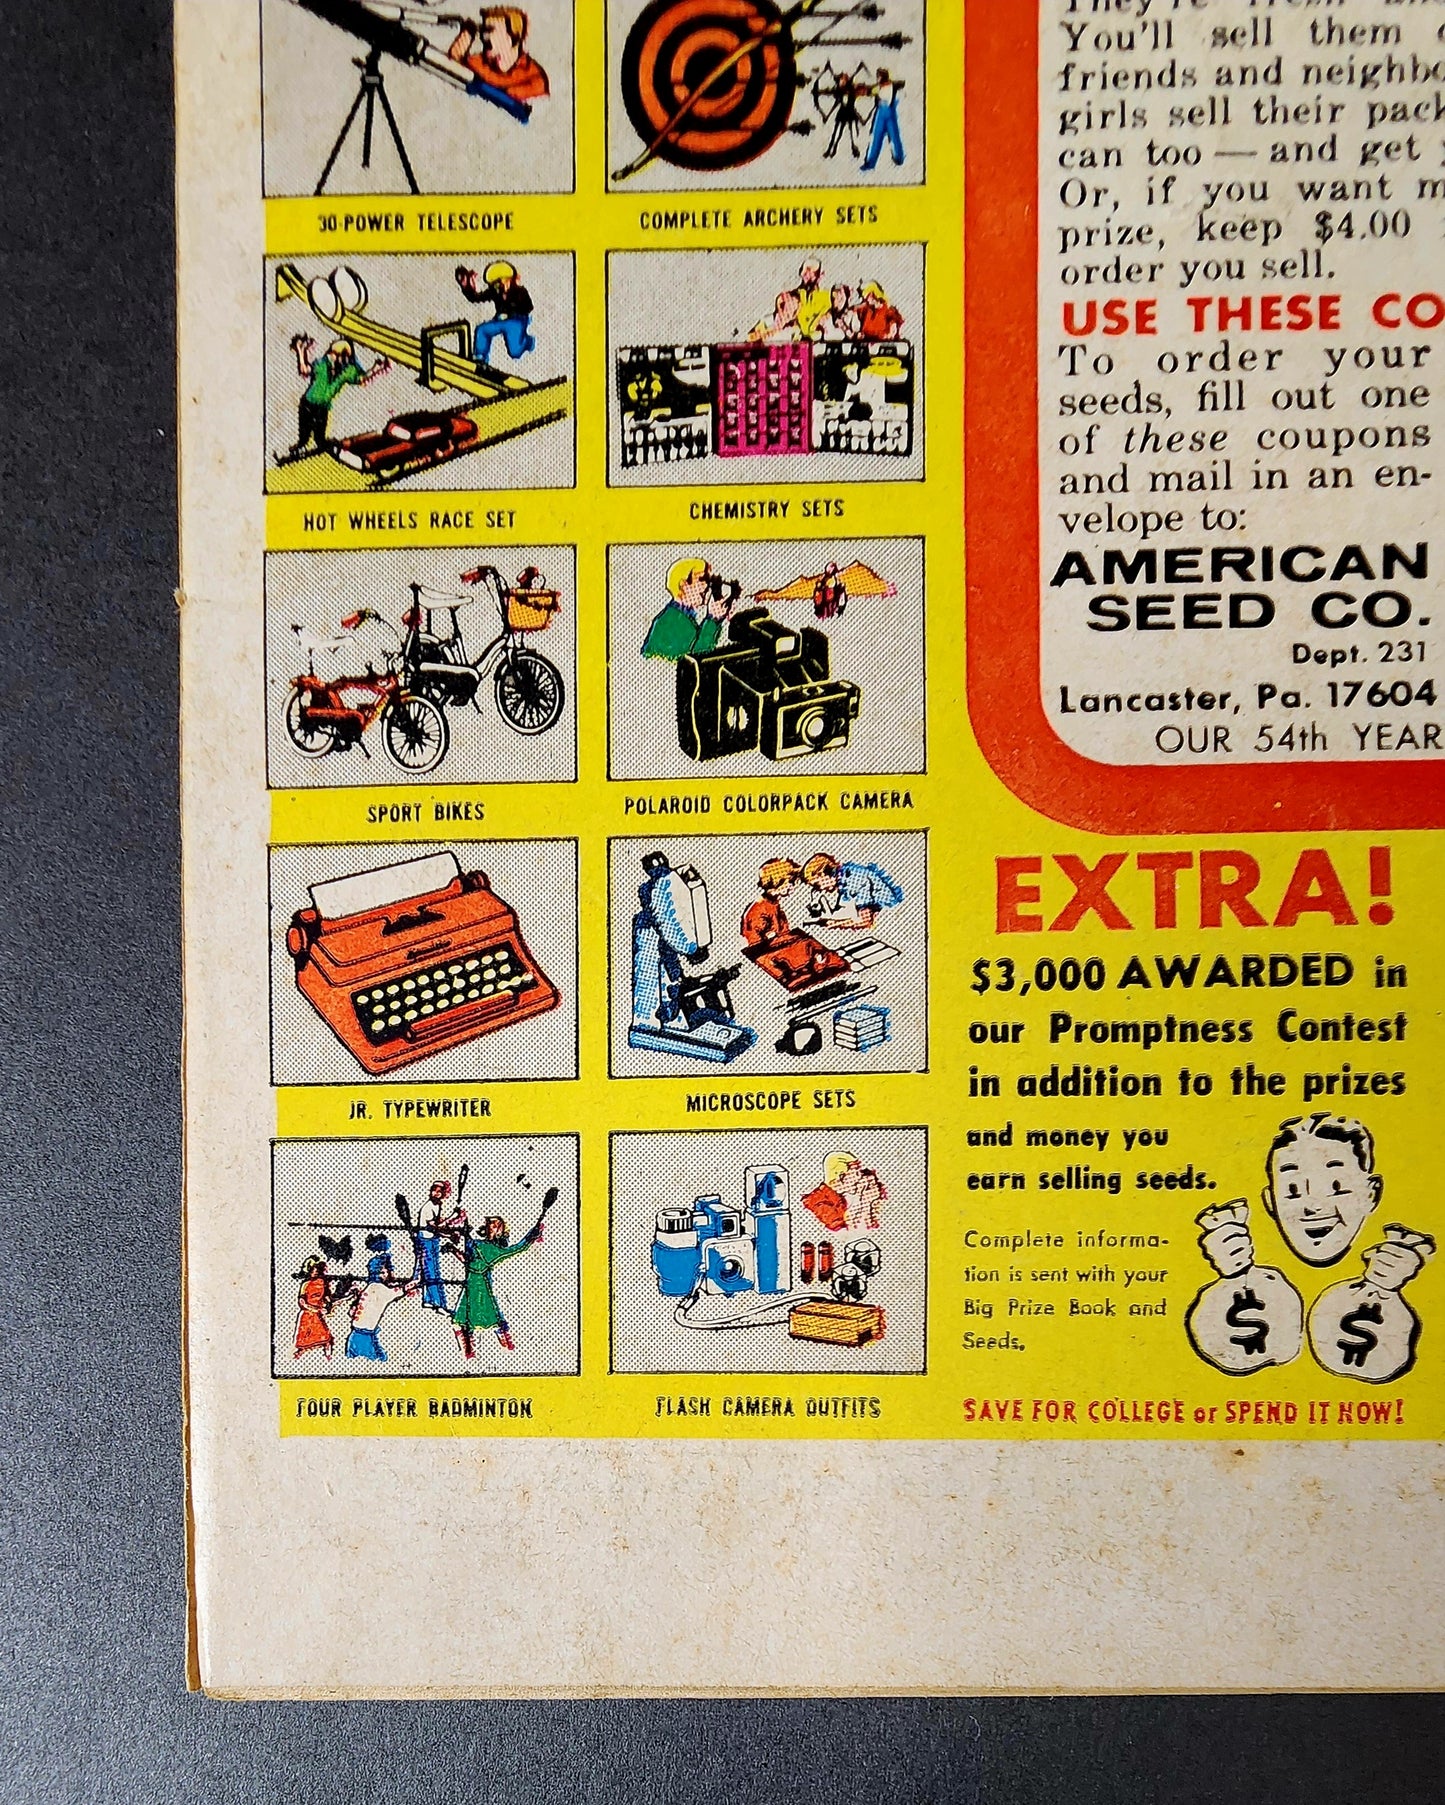 30-POWER TELESCOPE
COMPLETE ARCHERY SETS
HOT WHEELS RACE SET
CHEMISTRY SETS
SPORT BIKES
POLAROID COLORPACK CAMERA
JR. TYPEWRITER
MICROSCOPE SETS
FOUR PLAYER BADMINTON
FLASH CAMERA OUTFITS
They're fresh
You'll sell them
friends and
girls sell their
can too — and get
Or, if you want
prize, keep $4.00
order you sell.
USE THESE
To order your
seeds, fill out one
of these coupons
and mail in an en-
velope to:
AMERICAN
SEED CO.
Dept. 231
Lancaster, Pa. 17604
OUR 54th YEAR
EXTRA!
$3,000 AWARDED in
our Promptness Contest
in addition to the prizes
and money you
earn selling seeds.
Complete informa-
tion is sent with your
Big Prize Book and
Seeds.
$ $
SAVE FOR COLLEGE or SPEND IT NOW!